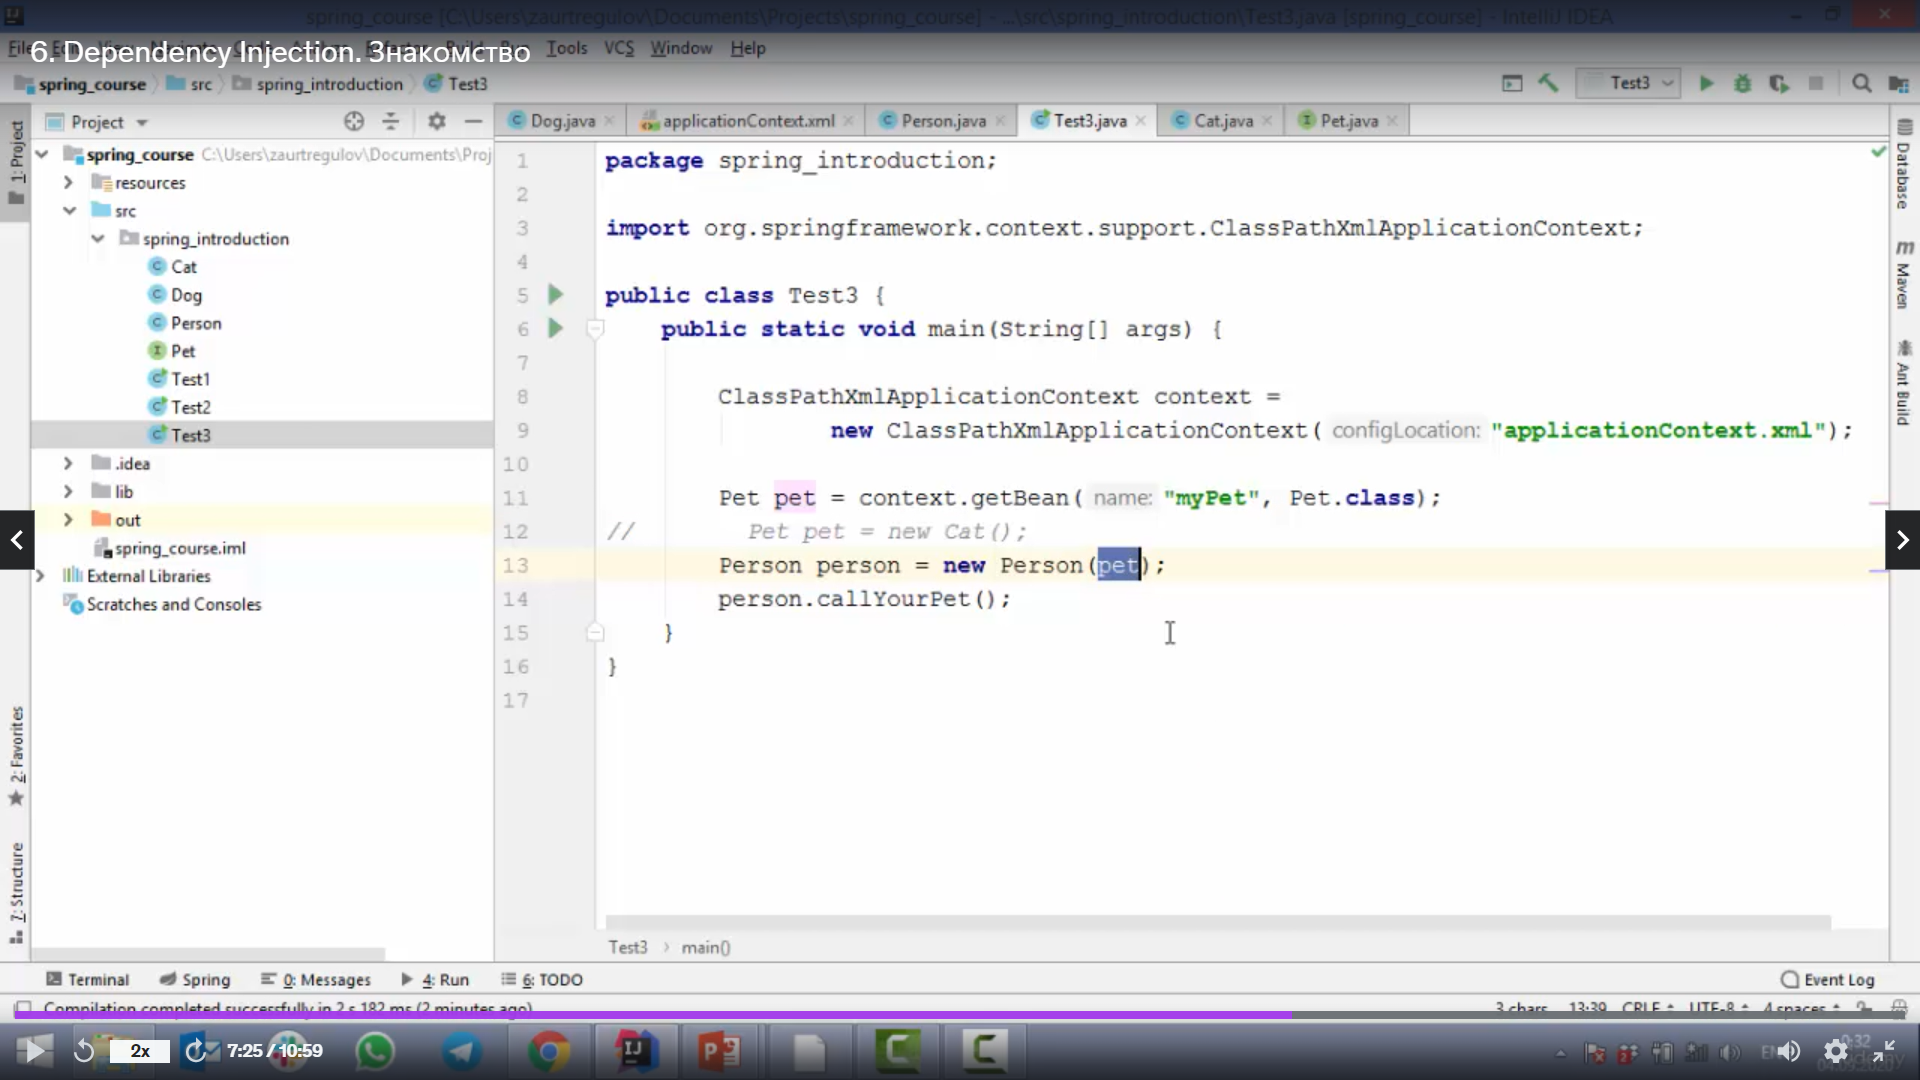 spring_course [C:\Users\zaurtregulov\Documents\Projects\spring_course] - ...\src\spring_introduction\Test3.java [spring_course] - IntelliJ IDEA
6. Dependency Injection. Знакомство
File Tools VCS Window Help
spring_course src spring_introduction Test3
Test3
1: Project
Project
Dog.java applicationContext.xml Person.java Test3.java Cat.java Pet.java
spring_course C:\Users\zaurtregulov\Documents\Proj
resources
src
spring_introduction
Cat
Dog
Person
Pet
Test1
Test2
Test3
.idea
lib
out
spring_course.iml
External Libraries
Scratches and Consoles
2: Favorites
7: Structure
1 package spring_introduction;
2
3 import org.springframework.context.support.ClassPathXmlApplicationContext;
4
5 public class Test3 {
6 public static void main(String[] args) {
7
8 ClassPathXmlApplicationContext context =
9 new ClassPathXmlApplicationContext( configLocation: "applicationContext.xml");
10
11 Pet pet = context.getBean( name: "myPet", Pet.class);
12 // Pet pet = new Cat();
13 Person person = new Person(pet);
14 person.callYourPet();
15 }
16 }
17
Database
Maven
Ant Build
Test3 main()
Terminal Spring 0: Messages 4: Run 6: TODO Event Log
Compilation completed successfully in 2 s 182 ms (2 minutes ago) 3 chars 13:39 CRLF UTF-8 4 spaces
2x 7:25 / 10:59